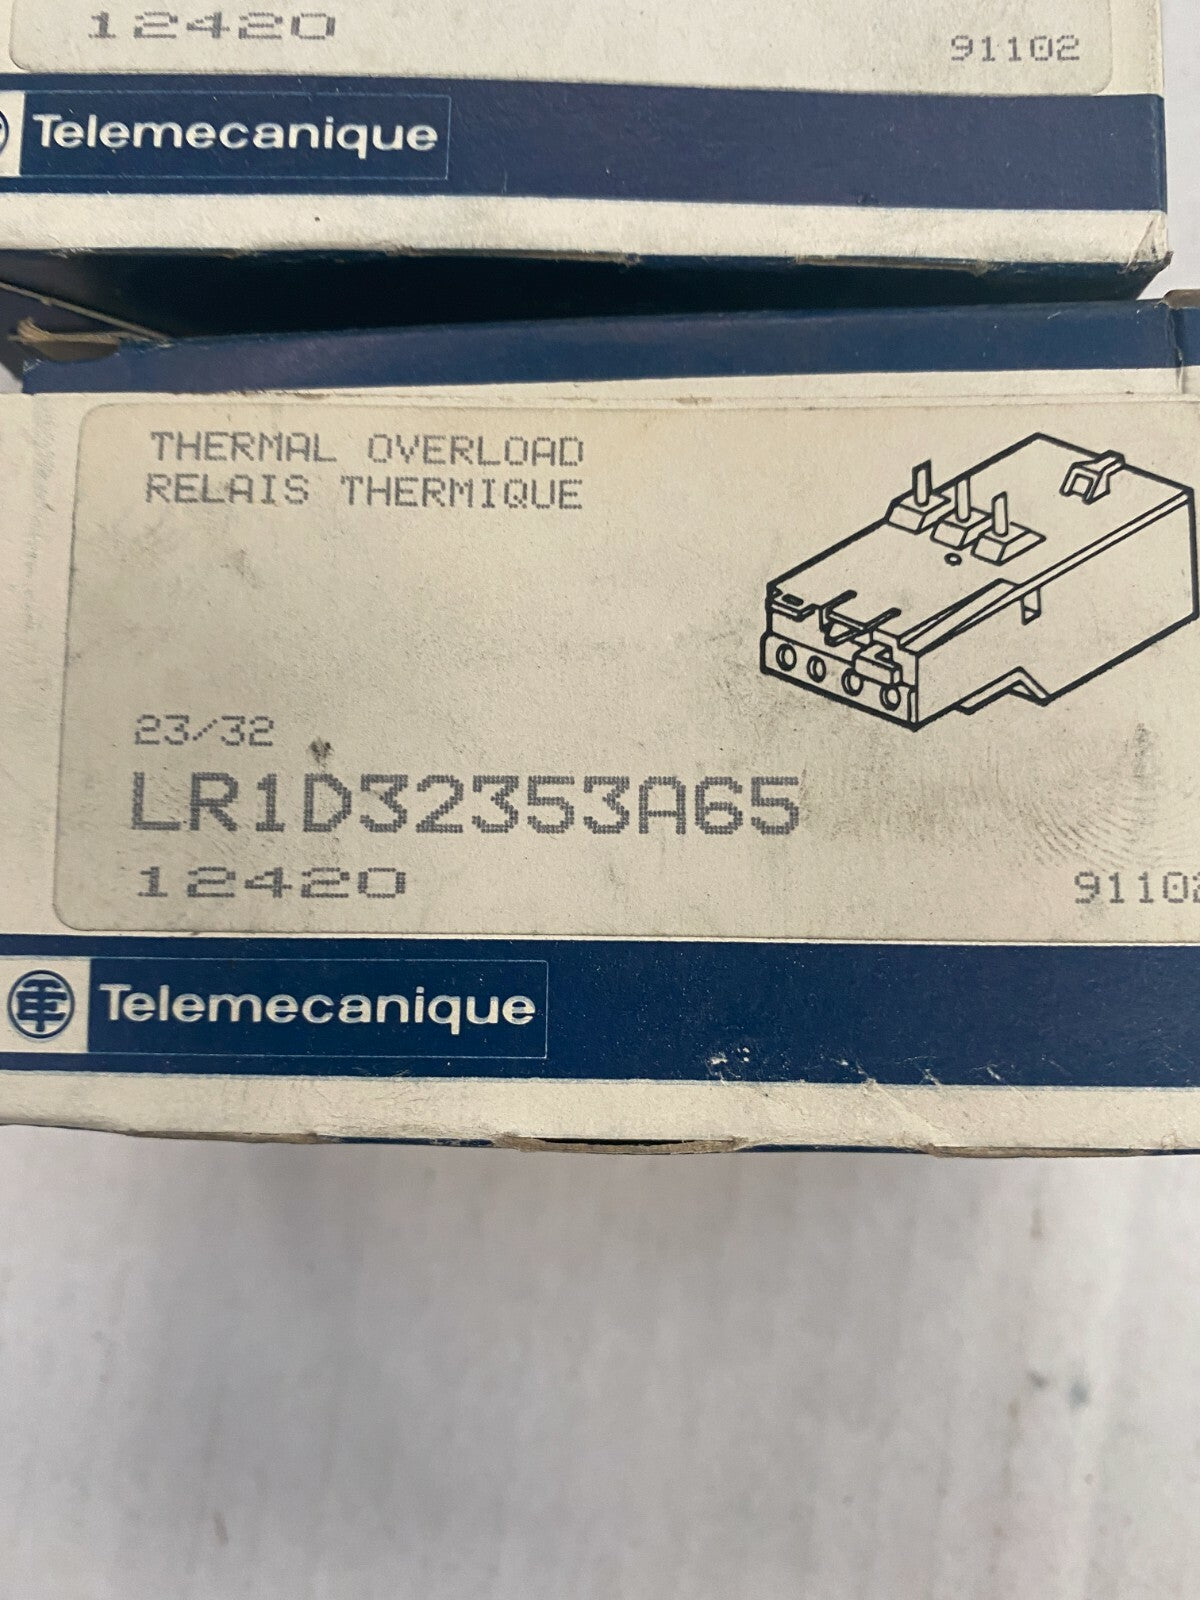 12420
91102
Telemecanique
THERMAL OVERLOAD
RELAIS THERMIQUE
23/32
LR1D32353A65
12420
91102
Telemecanique